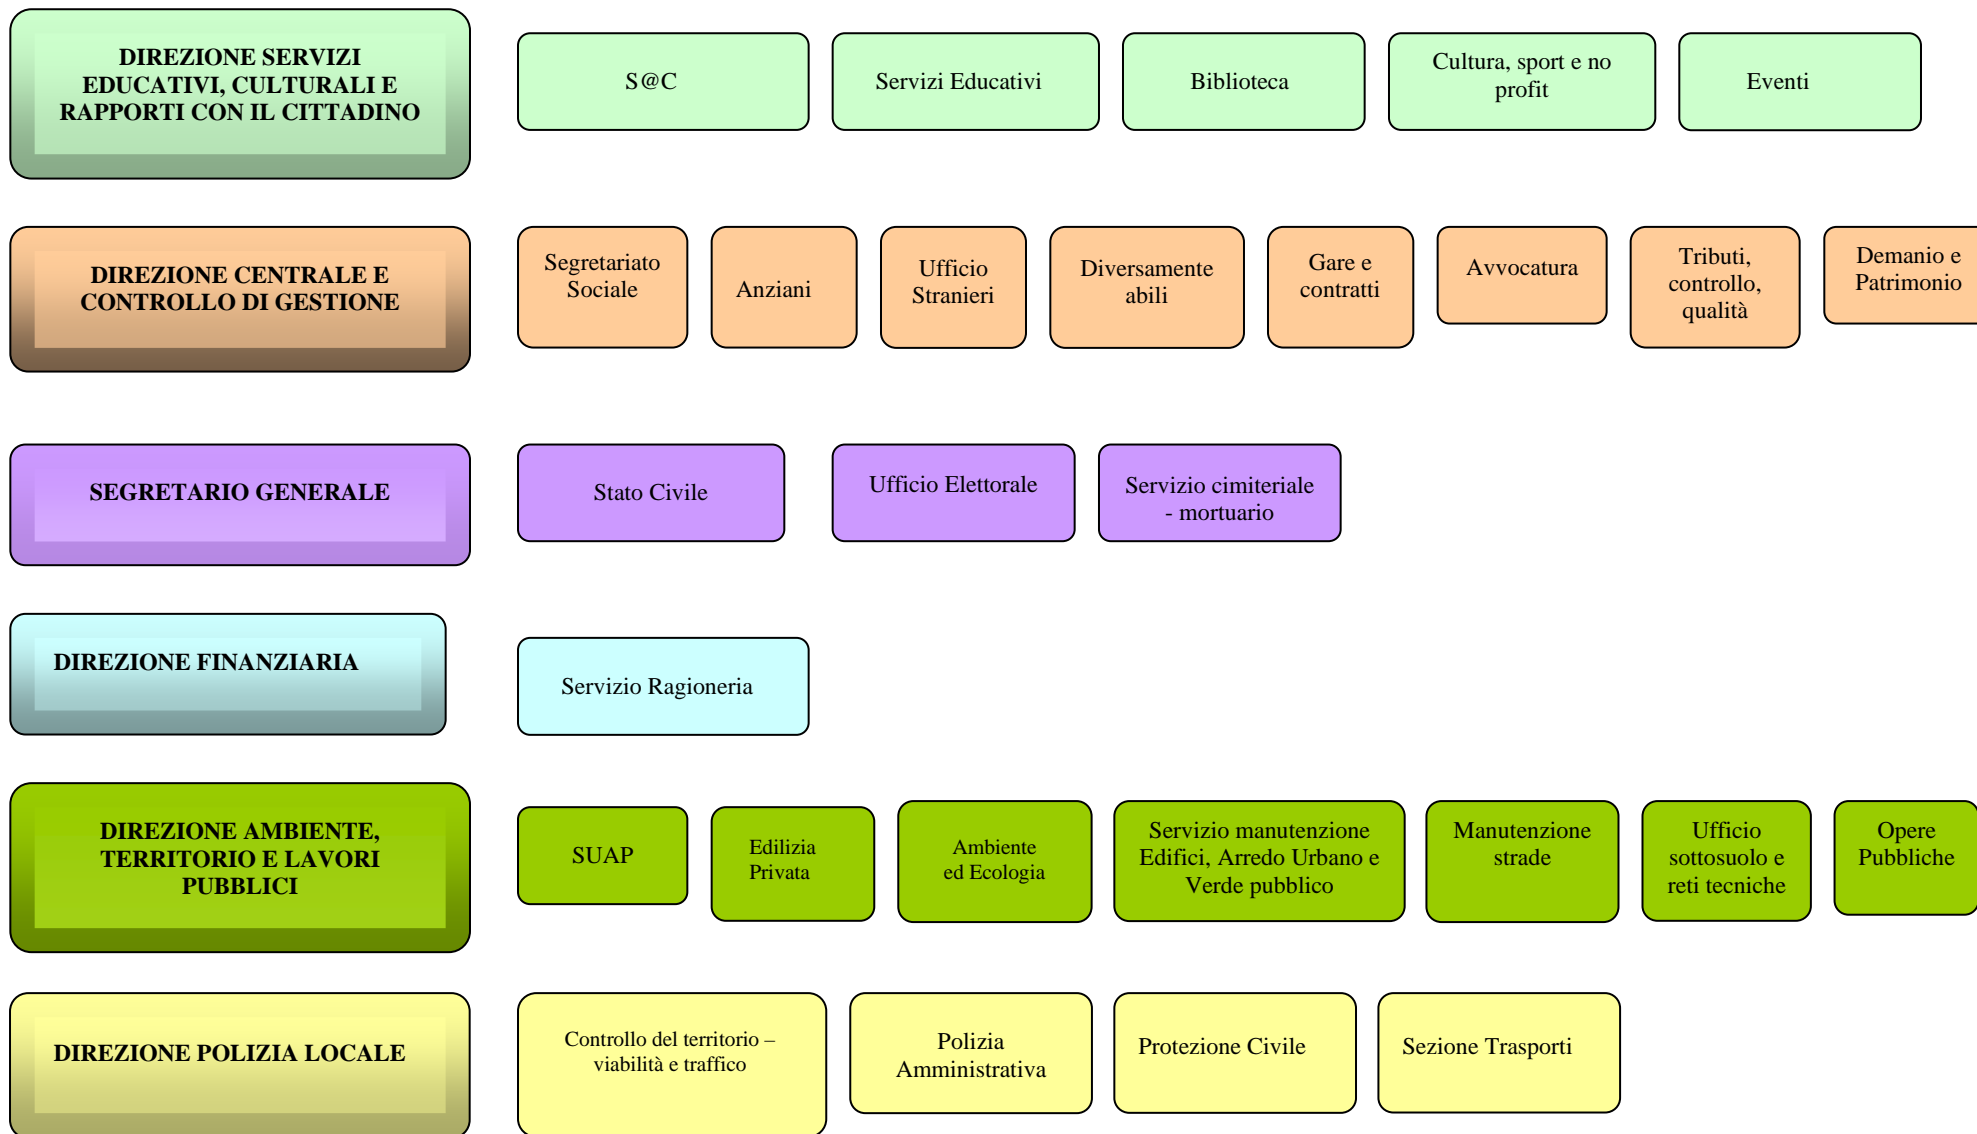 DIREZIONE SERVIZI
EDUCATIVI, CULTURALI E
RAPPORTI CON IL CITTADINO
S@C
Servizi Educativi
Biblioteca
Cultura, sport e no
profit
Eventi
DIREZIONE CENTRALE E
CONTROLLO DI GESTIONE
Segretariato
Sociale
Anziani
Ufficio
Stranieri
Diversamente
abili
Gare e
contratti
Avvocatura
Tributi,
controllo,
qualità
Demanio e
Patrimonio
SEGRETARIO GENERALE
Stato Civile
Ufficio Elettorale
Servizio cimiteriale
- mortuario
DIREZIONE FINANZIARIA
Servizio Ragioneria
DIREZIONE AMBIENTE,
TERRITORIO E LAVORI
PUBBLICI
SUAP
Edilizia
Privata
Ambiente
ed Ecologia
Servizio manutenzione
Edifici, Arredo Urbano e
Verde pubblico
Manutenzione
strade
Ufficio
sottosuolo e
reti tecniche
Opere
Pubbliche
DIREZIONE POLIZIA LOCALE
Controllo del territorio –
viabilità e traffico
Polizia
Amministrativa
Protezione Civile
Sezione Trasporti